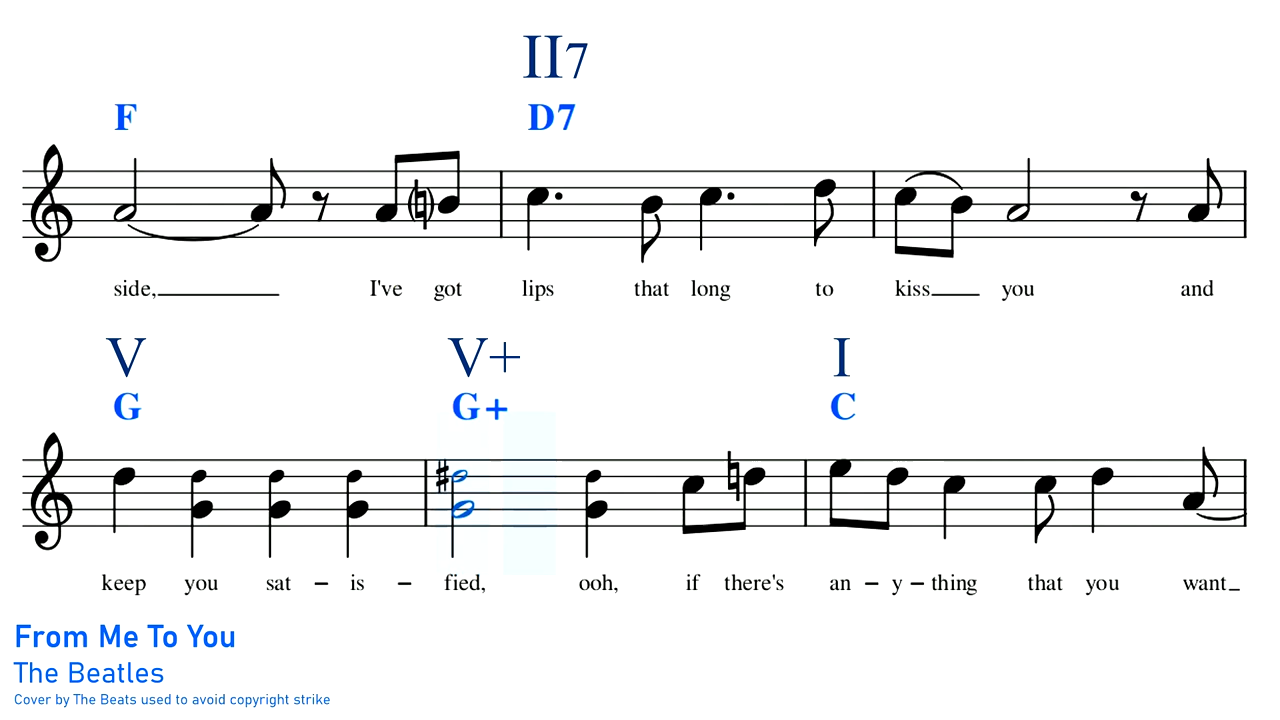 II7
F D7
side, I've got lips that long to kiss you and
V V+ I
G G+ C
keep you sat – is – fied, ooh, if there's an – y – thing that you want
From Me To You
The Beatles
Cover by The Beats used to avoid copyright strike